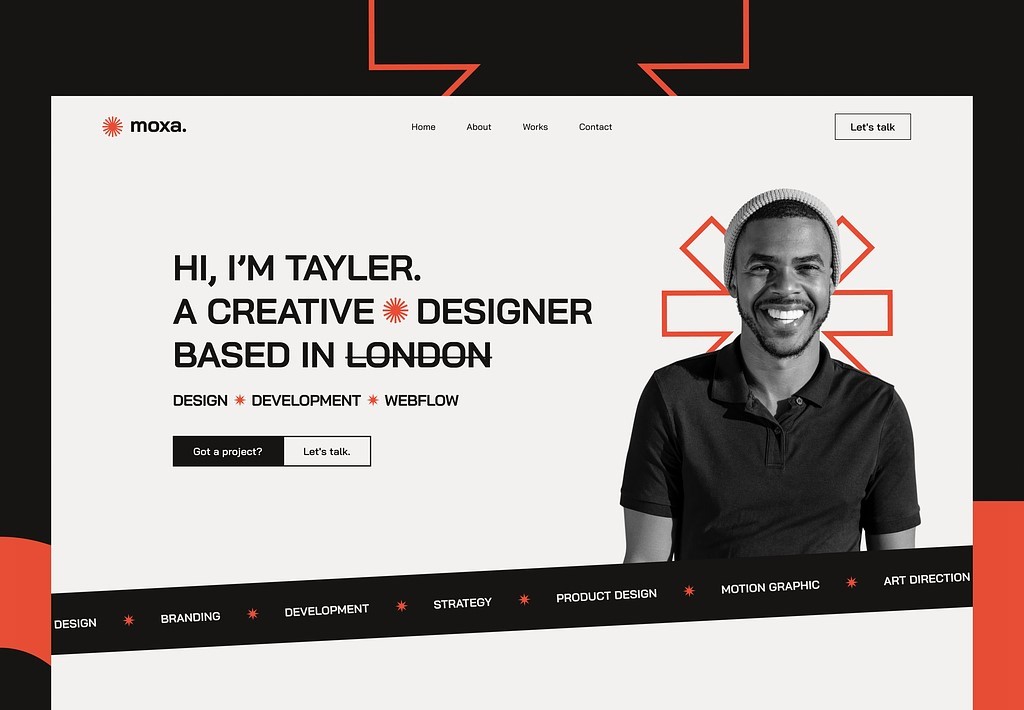 moxa.
Home About Works Contact
Let's talk
HI, I’M TAYLER.
A CREATIVE DESIGNER
BASED IN LONDON
DESIGN DEVELOPMENT WEBFLOW
Got a project? Let's talk.
DESIGN BRANDING DEVELOPMENT STRATEGY PRODUCT DESIGN MOTION GRAPHIC ART DIRECTION